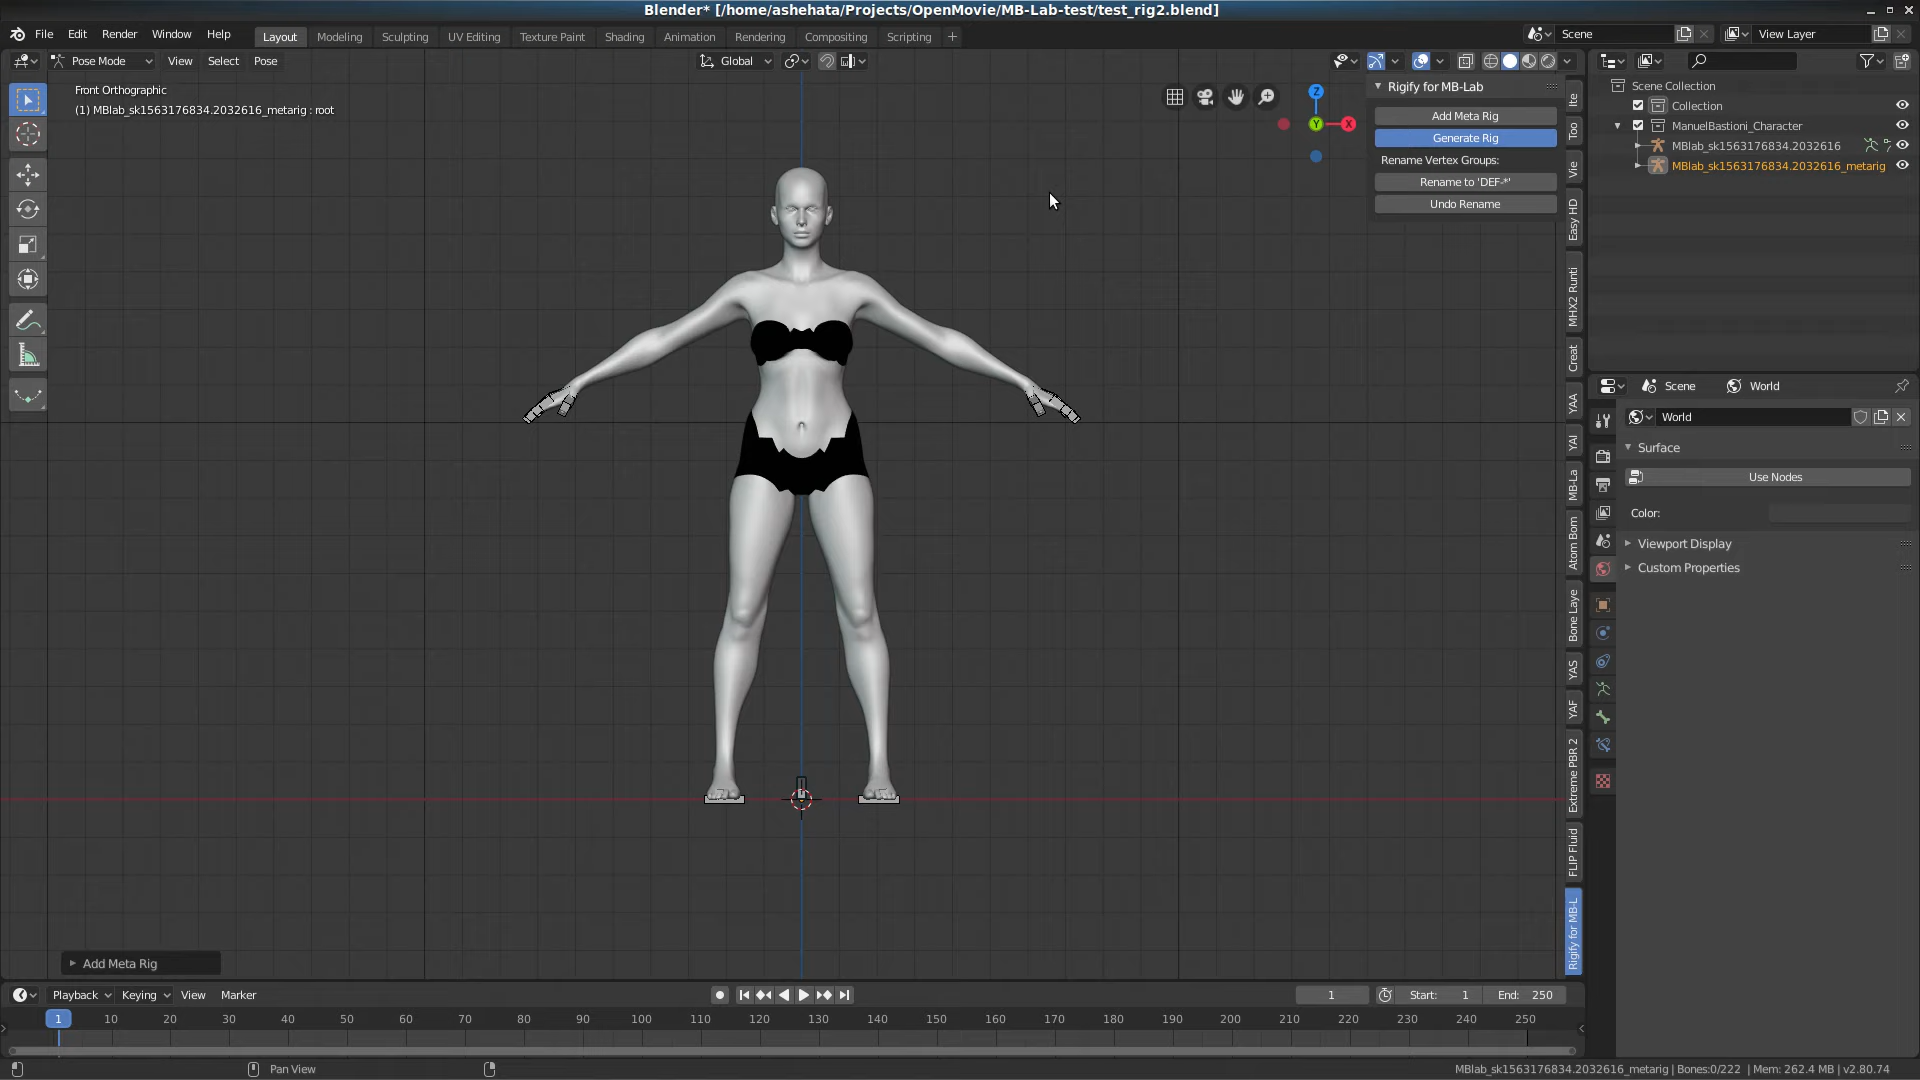 Blender* [/home/ashehata/Projects/OpenMovie/MB-Lab-test/test_rig2.blend]
File Edit Render Window Help Layout Modeling Sculpting UV Editing Texture Paint Shading Animation Rendering Compositing Scripting + Scene View Layer
Pose Mode View Select Pose Global
Front Orthographic
(1) MBlab_sk1563176834.2032616_metarig : root
Z
Y
X
Rigify for MB-Lab
Add Meta Rig
Generate Rig
Rename Vertex Groups:
Rename to 'DEF-*'
Undo Rename
Ite
Too
Vie
Easy HD
MHX2 Runti
Creat
YAA
YAI
MB-La
Atom Bom
Bone Laye
YAS
YAF
Extreme PBR 2
FLIP Fluid
Rigify for MB-L
Scene Collection
Collection
ManuelBastioni_Character
MBlab_sk1563176834.2032616
MBlab_sk1563176834.2032616_metarig
Scene World
World
Surface
Use Nodes
Color:
Viewport Display
Custom Properties
Add Meta Rig
Playback Keying View Marker 1 Start: 1 End: 250
1 10 20 30 40 50 60 70 80 90 100 110 120 130 140 150 160 170 180 190 200 210 220 230 240 250
Pan View
MBlab_sk1563176834.2032616_metarig | Bones:0/222 | Mem: 262.4 MB | v2.80.74